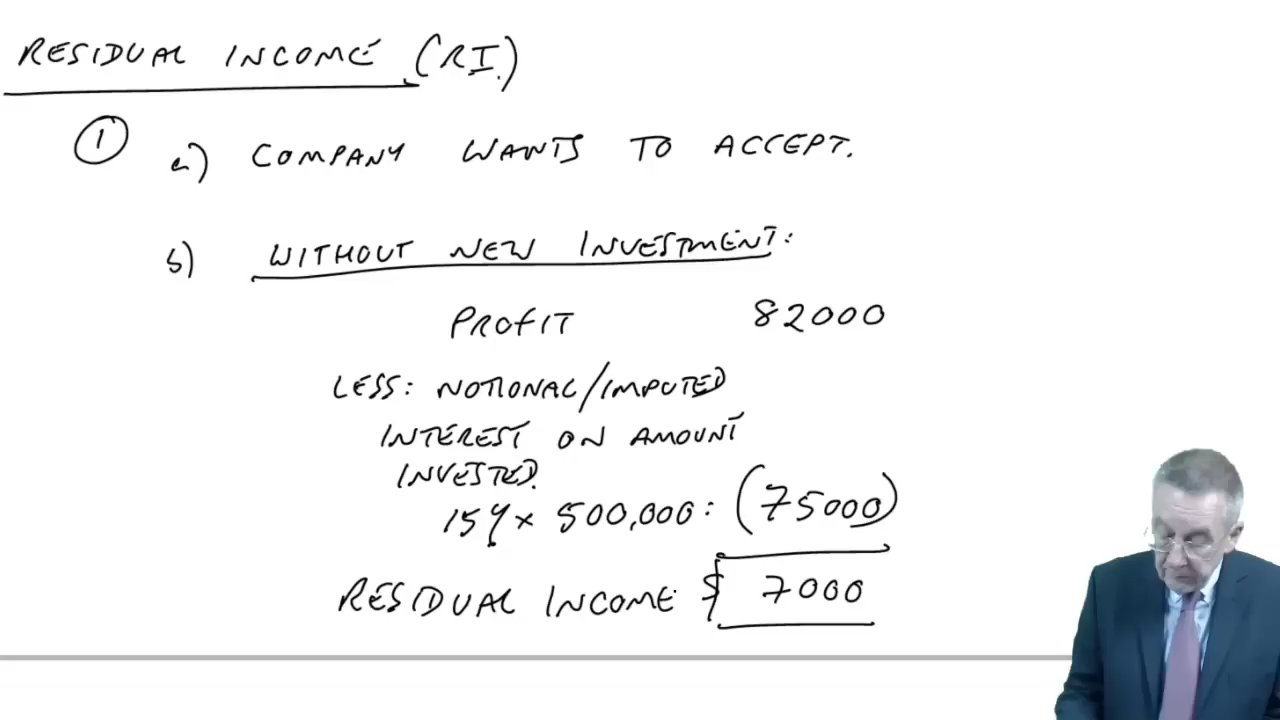 RESIDUAL INCOME (RI.)
① a) COMPANY WANTS TO ACCEPT.
b) WITHOUT NEW INVESTMENT:
PROFIT 82000
LESS: NOTIONAL/IMPUTED
INTEREST ON AMOUNT
INVESTED.
15% × 500,000: (75000)
RESIDUAL INCOME $ 7000